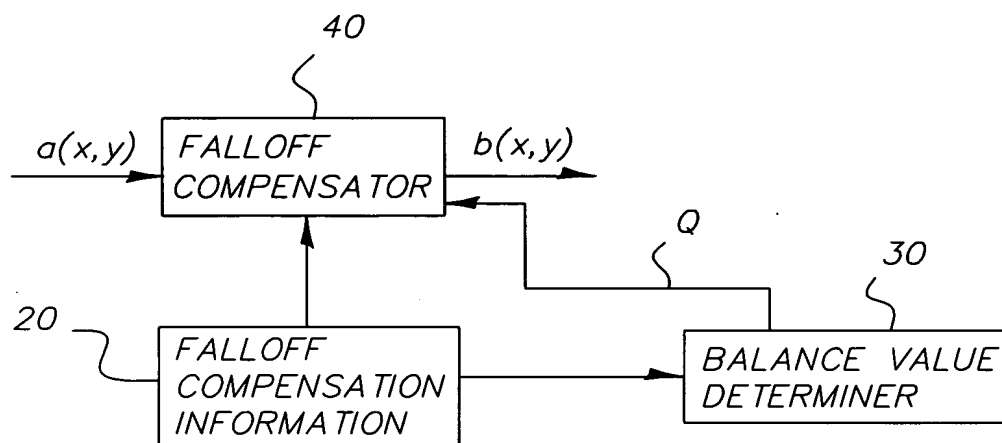 40
a(x,y)
FALLOFF
COMPENSATOR
b(x,y)
Q
30
20
FALLOFF
COMPENSATION
INFORMATION
BALANCE VALUE
DETERMINER